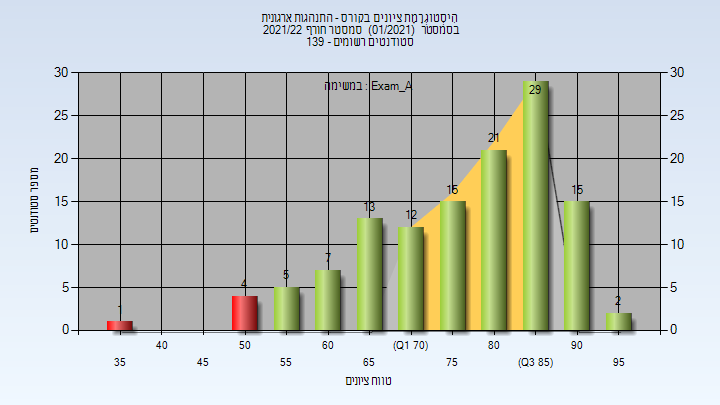 היסטוגרמת ציונים בקורס - התנהגות ארגונית
בסמסטר (01/2021) סמסטר חורף 2021/22
סטודנטים רשומים - 139
במשימה : Exam_A
מספר סטודנטים
30 30
25 25
20 20
15 15
10 10
5 5
0 0
1 4 5 7 13 12 15 21 29 15 2
40 50 60 (Q1 70) 80 90
35 45 55 65 75 (Q3 85) 95
טווח ציונים